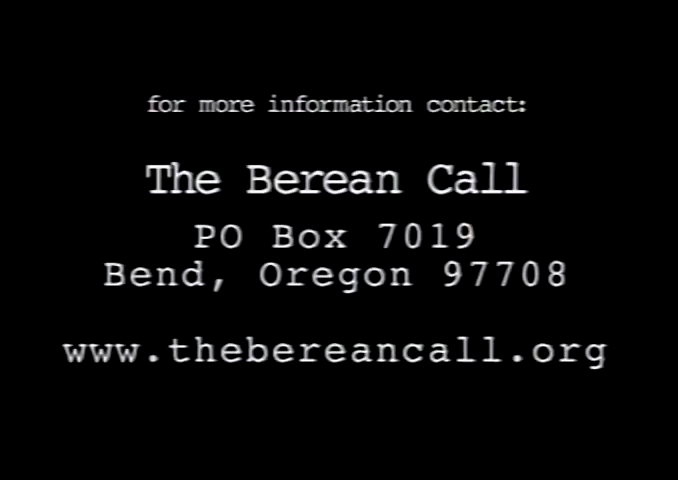 for more information contact:
The Berean Call
PO Box 7019
Bend, Oregon 97708
www.thebereancall.org